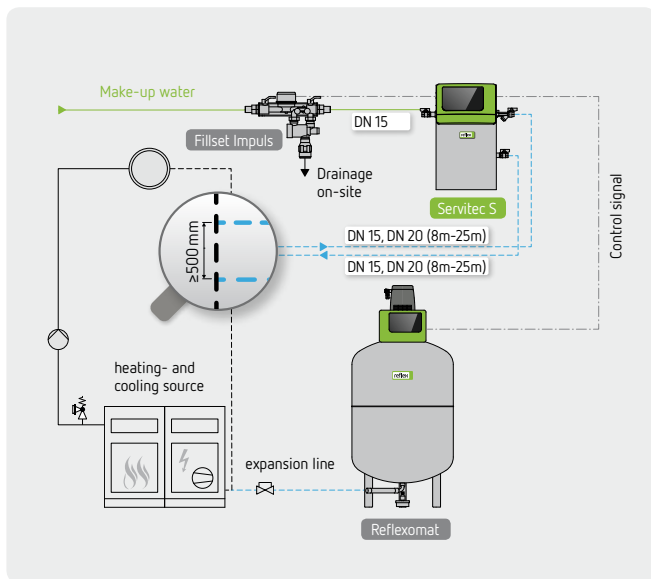 Make-up water
DN 15
Fillset Impuls
Drainage
on-site
reflex
Servitec S
Control signal
≥500 mm
DN 15, DN 20 (8m-25m)
DN 15, DN 20 (8m-25m)
heating- and
cooling source
reflex
expansion line
Reflexomat